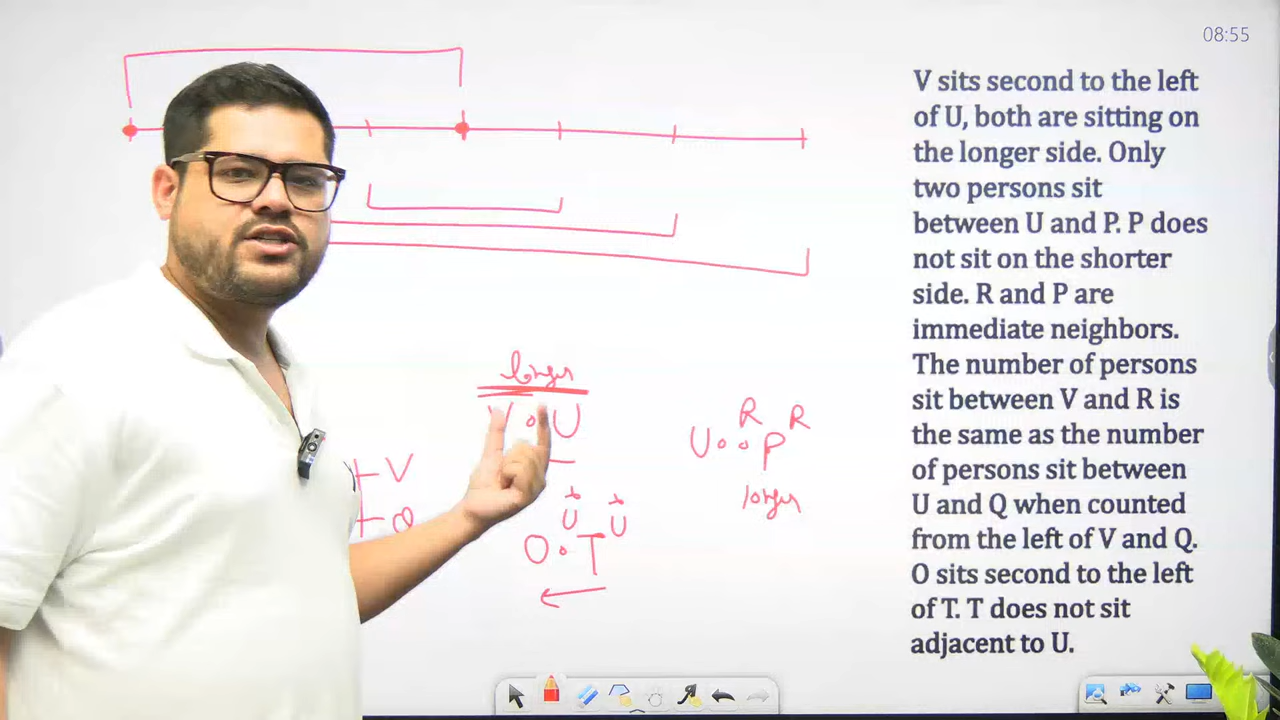 08:55
V sits second to the left
of U, both are sitting on
the longer side. Only
two persons sit
between U and P. P does
not sit on the shorter
side. R and P are
immediate neighbors.
The number of persons
sit between V and R is
the same as the number
of persons sit between
U and Q when counted
from the left of V and Q.
O sits second to the left
of T. T does not sit
adjacent to U.
longer
V U
V
Q
U U
O T
R R
U P
longer